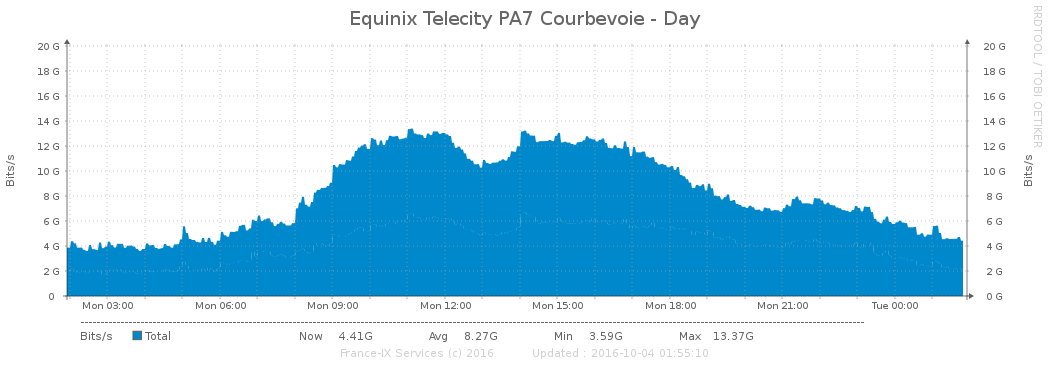 Equinix Telecity PA7 Courbevoie - Day
RRDTOOL / TOBI OETIKER
Bits/s
20 G 20 G
18 G 18 G
16 G 16 G
14 G 14 G
12 G 12 G
10 G 10 G
8 G 8 G
6 G 6 G
4 G 4 G
2 G 2 G
0 0 G
Bits/s
Mon 03:00 Mon 06:00 Mon 09:00 Mon 12:00 Mon 15:00 Mon 18:00 Mon 21:00 Tue 00:00
Bits/s Total Now 4.41G Avg 8.27G Min 3.59G Max 13.37G
France-IX Services (c) 2016 Updated : 2016-10-04 01:55:10